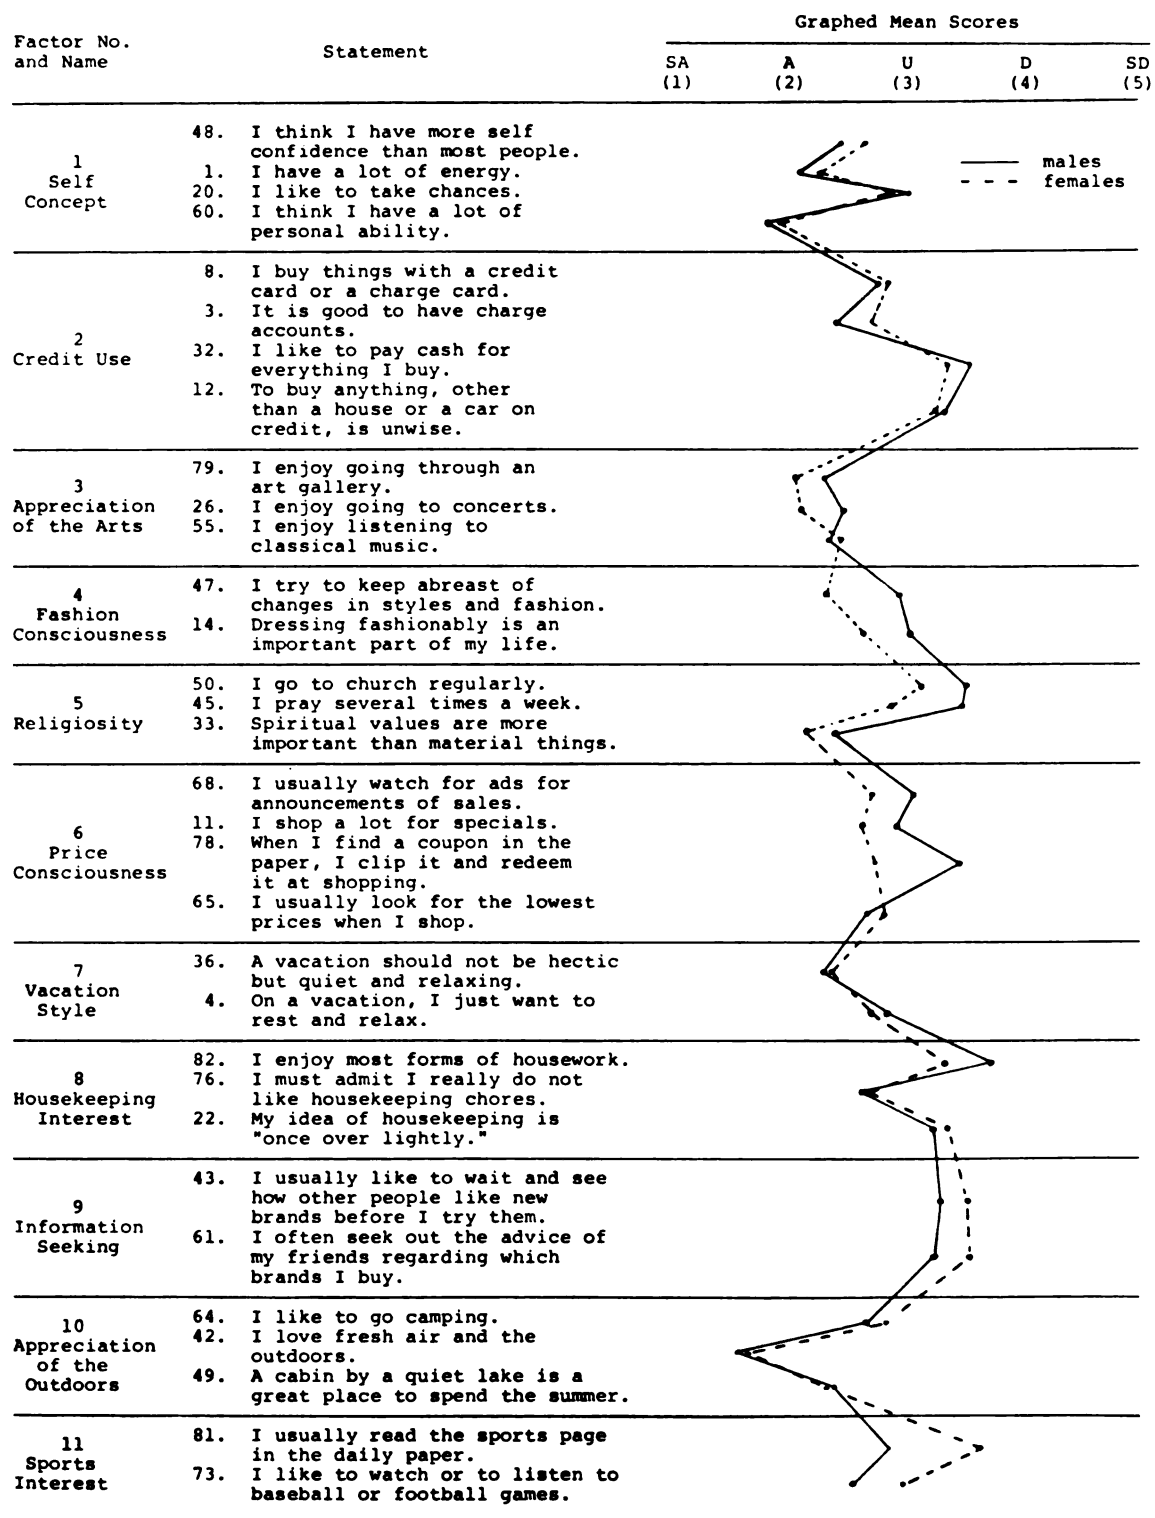 Graphed Mean Scores
Factor No.
and Name
Statement
SA A U D SD
(1) (2) (3) (4) (5)
males
females
1
Self
Concept
48. I think I have more self
confidence than most people.
1. I have a lot of energy.
20. I like to take chances.
60. I think I have a lot of
personal ability.
2
Credit Use
8. I buy things with a credit
card or a charge card.
3. It is good to have charge
accounts.
32. I like to pay cash for
everything I buy.
12. To buy anything, other
than a house or a car on
credit, is unwise.
3
Appreciation
of the Arts
79. I enjoy going through an
art gallery.
26. I enjoy going to concerts.
55. I enjoy listening to
classical music.
4
Fashion
Consciousness
47. I try to keep abreast of
changes in styles and fashion.
14. Dressing fashionably is an
important part of my life.
5
Religiosity
50. I go to church regularly.
45. I pray several times a week.
33. Spiritual values are more
important than material things.
6
Price
Consciousness
68. I usually watch for ads for
announcements of sales.
11. I shop a lot for specials.
78. When I find a coupon in the
paper, I clip it and redeem
it at shopping.
65. I usually look for the lowest
prices when I shop.
7
Vacation
Style
36. A vacation should not be hectic
but quiet and relaxing.
4. On a vacation, I just want to
rest and relax.
8
Housekeeping
Interest
82. I enjoy most forms of housework.
76. I must admit I really do not
like housekeeping chores.
22. My idea of housekeeping is
"once over lightly."
9
Information
Seeking
43. I usually like to wait and see
how other people like new
brands before I try them.
61. I often seek out the advice of
my friends regarding which
brands I buy.
10
Appreciation
of the
Outdoors
64. I like to go camping.
42. I love fresh air and the
outdoors.
49. A cabin by a quiet lake is a
great place to spend the summer.
11
Sports
Interest
81. I usually read the sports page
in the daily paper.
73. I like to watch or to listen to
baseball or football games.